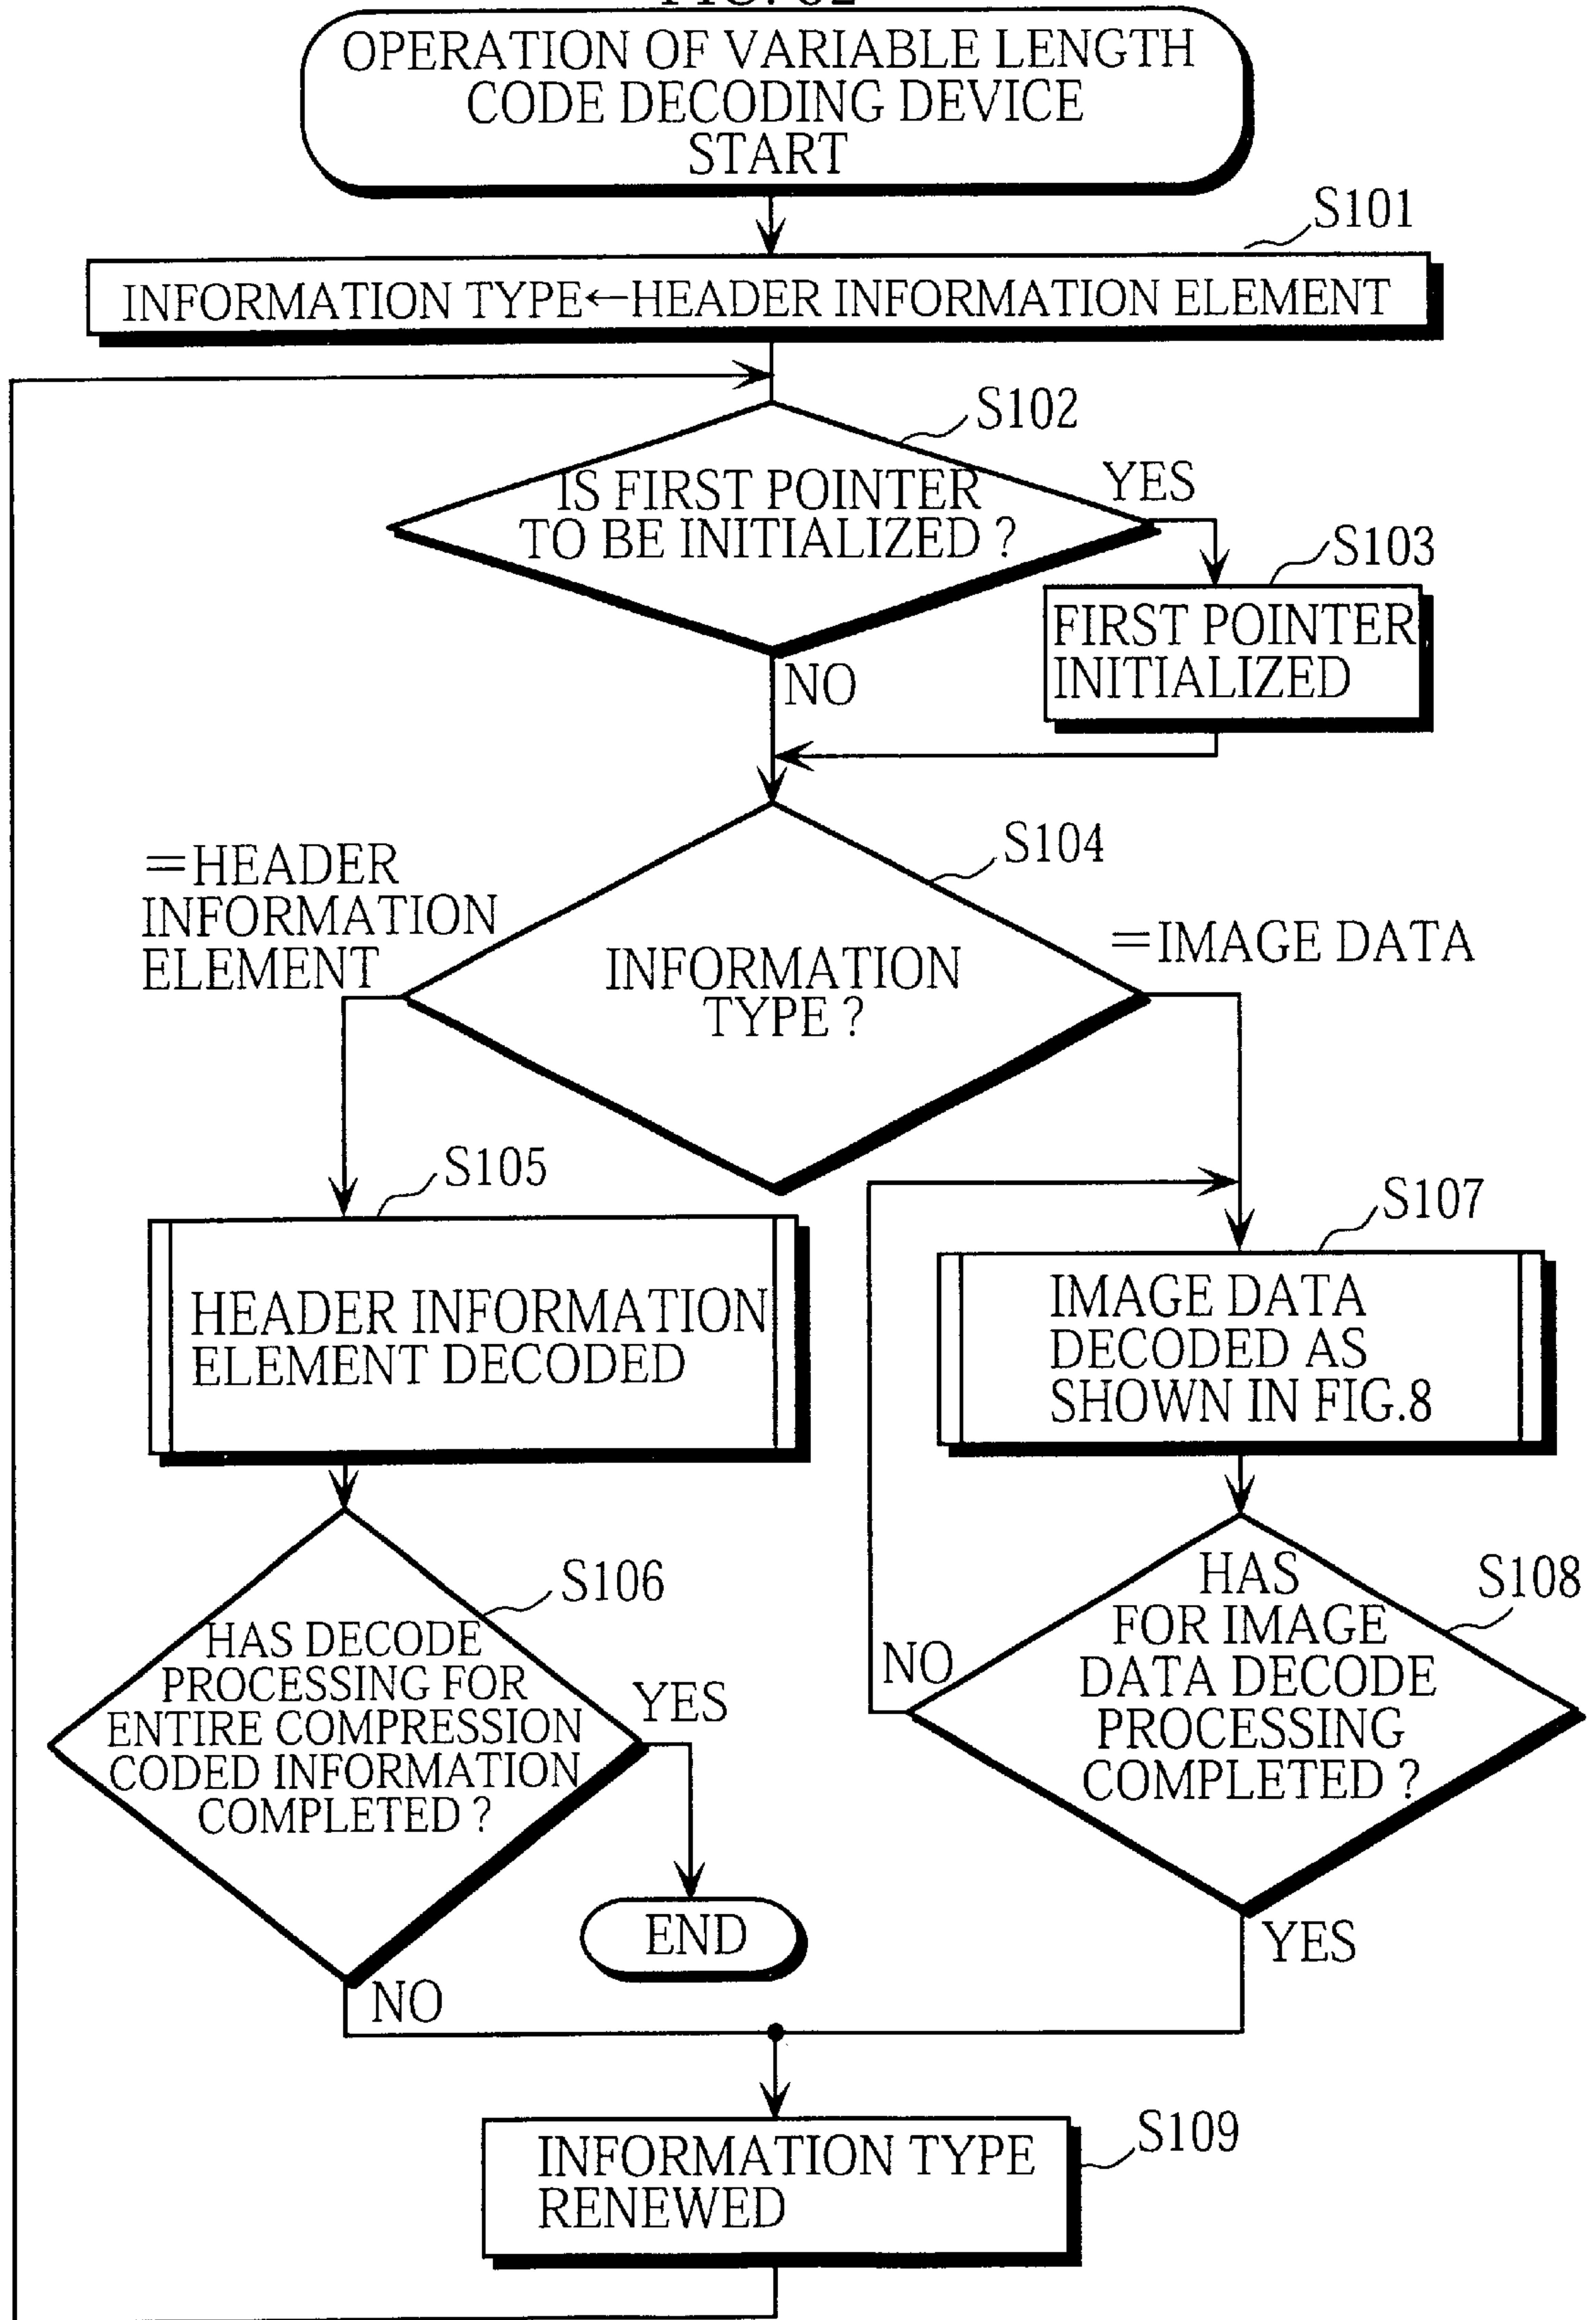 OPERATION OF VARIABLE LENGTH
CODE DECODING DEVICE
START
S101
INFORMATION TYPE←HEADER INFORMATION ELEMENT
S102
IS FIRST POINTER
TO BE INITIALIZED ?
YES
S103
FIRST POINTER
INITIALIZED
NO
S104
=HEADER
INFORMATION
ELEMENT
INFORMATION
TYPE ?
=IMAGE DATA
S105
HEADER INFORMATION
ELEMENT DECODED
S107
IMAGE DATA
DECODED AS
SHOWN IN FIG.8
S106
HAS DECODE
PROCESSING FOR
ENTIRE COMPRESSION
CODED INFORMATION
COMPLETED ?
YES
END
NO
S108
HAS
FOR IMAGE
DATA DECODE
PROCESSING
COMPLETED ?
NO
YES
S109
INFORMATION TYPE
RENEWED